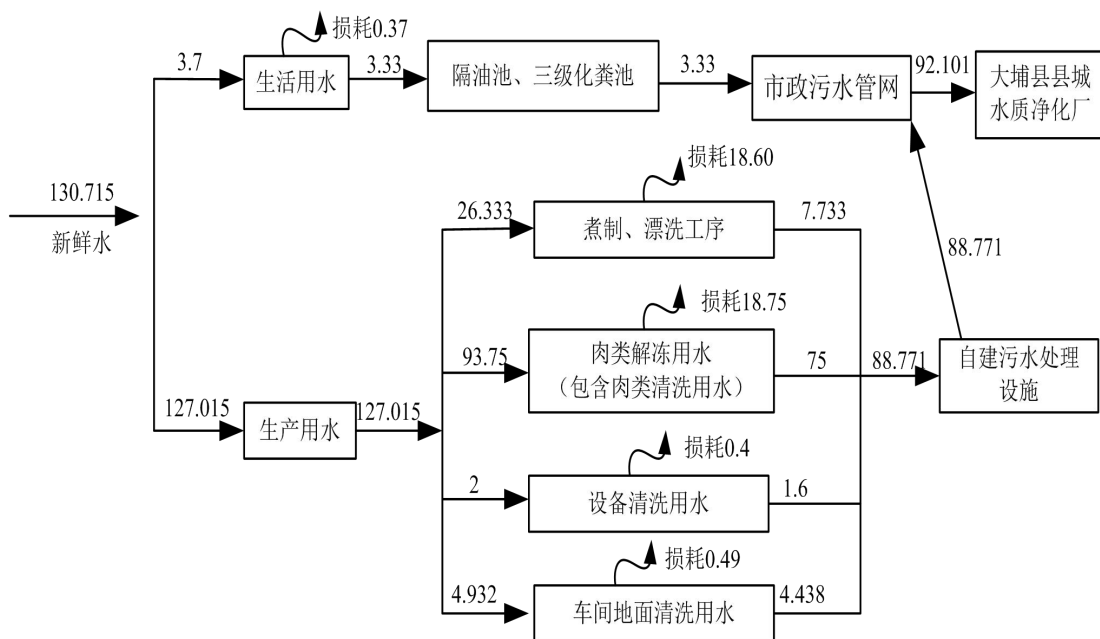 损耗0.37
3.7
生活用水
3.33
隔油池、三级化粪池
3.33
市政污水管网
92.101
大埔县县城
水质净化厂
130.715
新鲜水
损耗18.60
26.333
煮制、漂洗工序
7.733
88.771
损耗18.75
93.75
肉类解冻用水
（包含肉类清洗用水）
75
88.771
自建污水处理
设施
127.015
生产用水
127.015
损耗0.4
2
设备清洗用水
1.6
损耗0.49
4.932
车间地面清洗用水
4.438